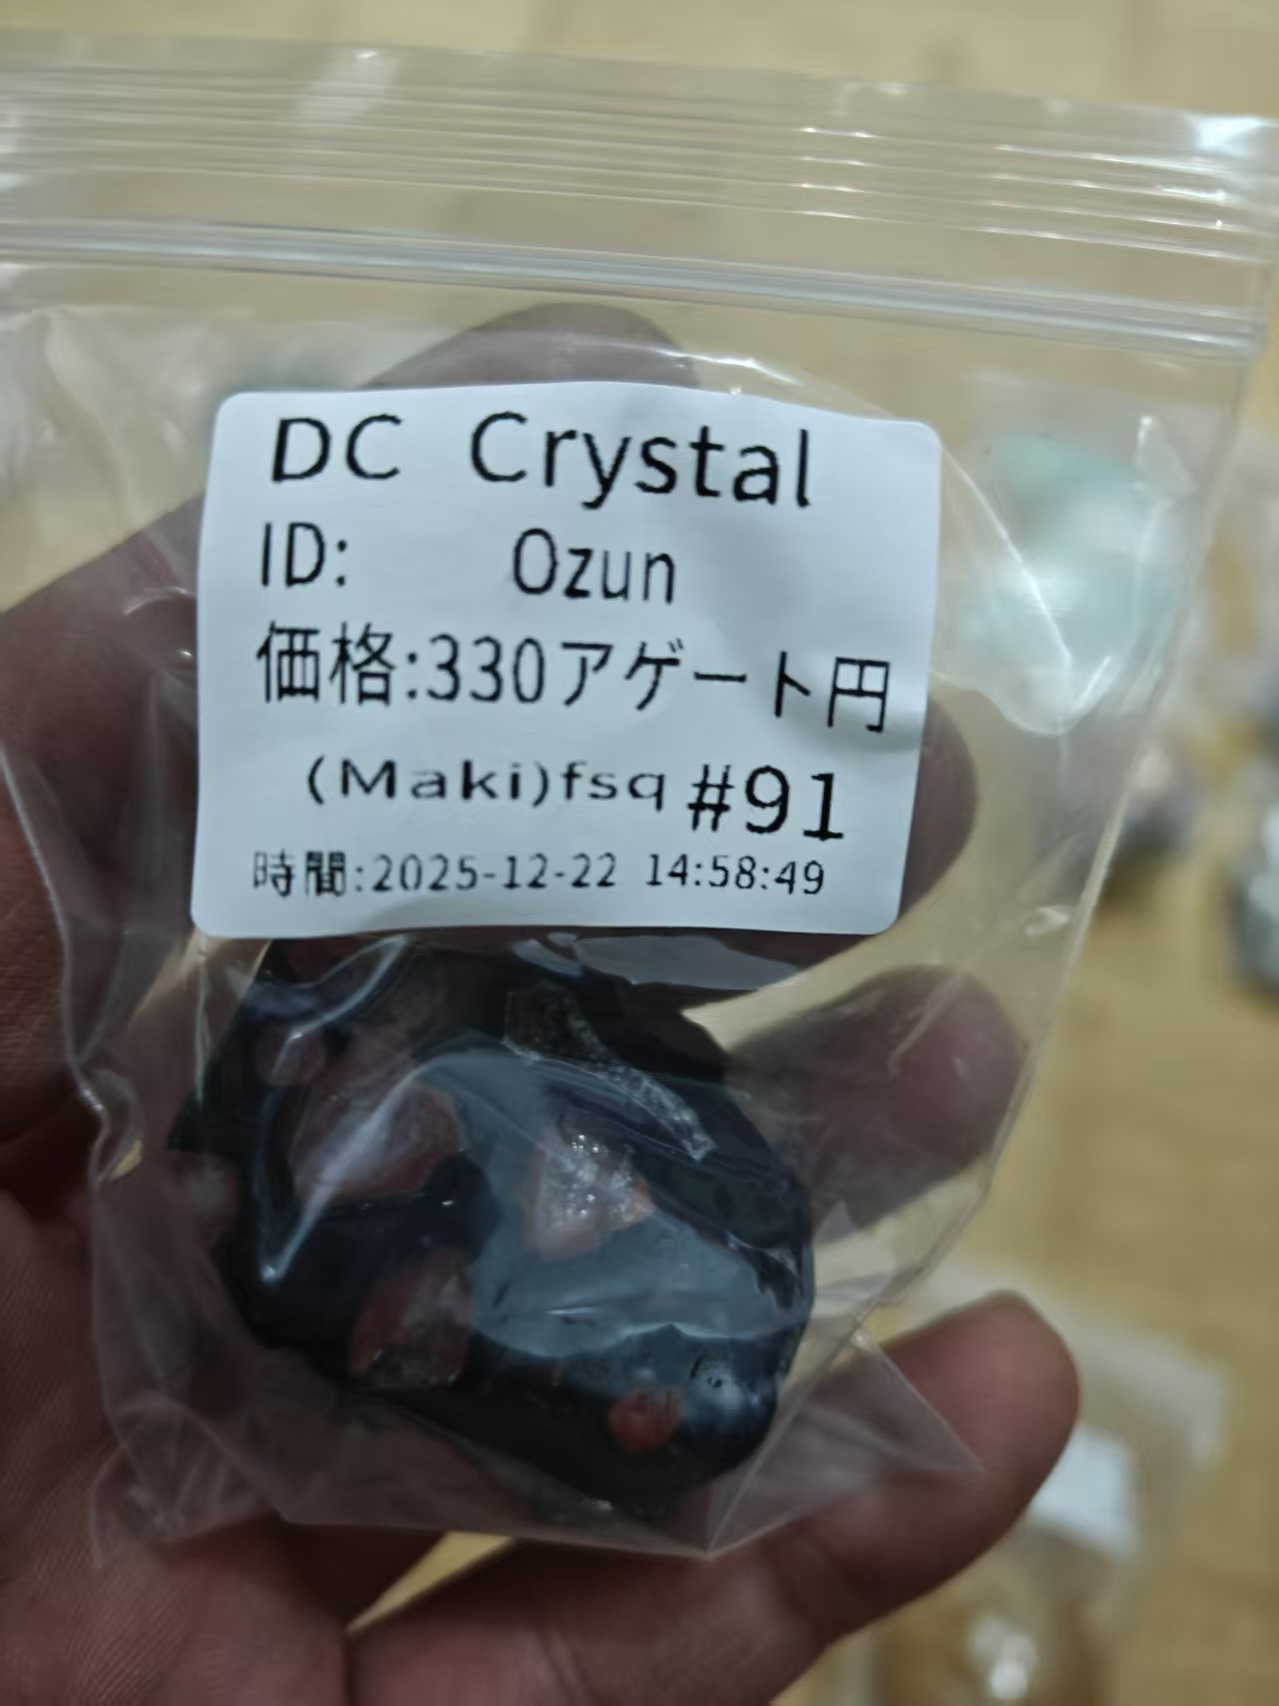 DC Crystal
ID: Ozun
価格:330アゲート円
(Maki)fsq #91
時間:2025-12-22 14:58:49